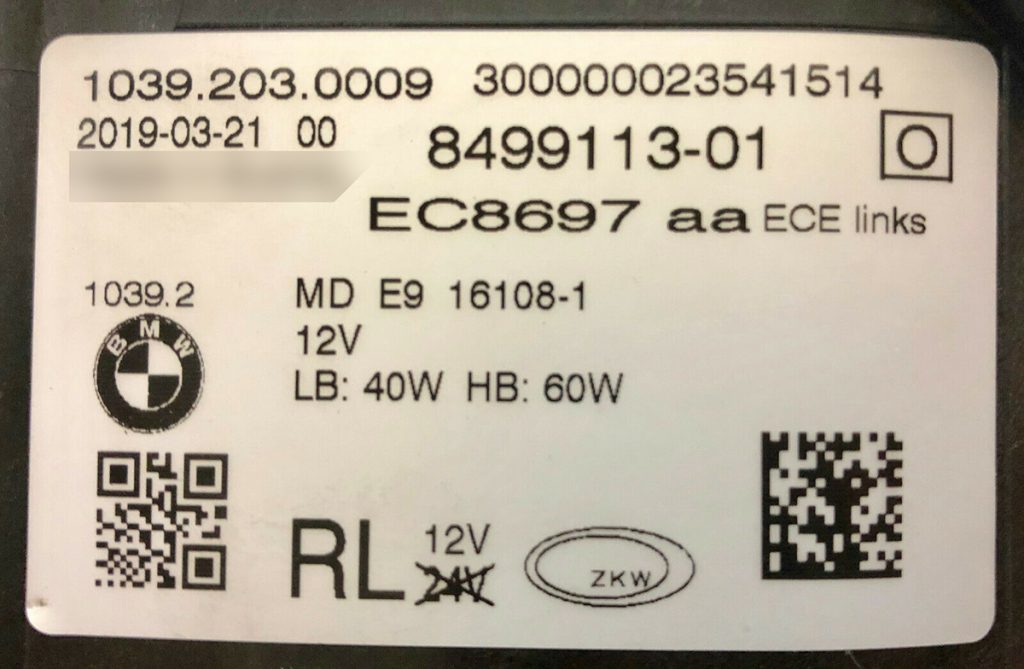 1039.203.0009 300000023541514
2019-03-21 00 8499113-01 O
EC8697 aa ECE links
1039.2 MD E9 16108-1
BMW
12V
LB: 40W HB: 60W
RL 12V
24V
ZKW